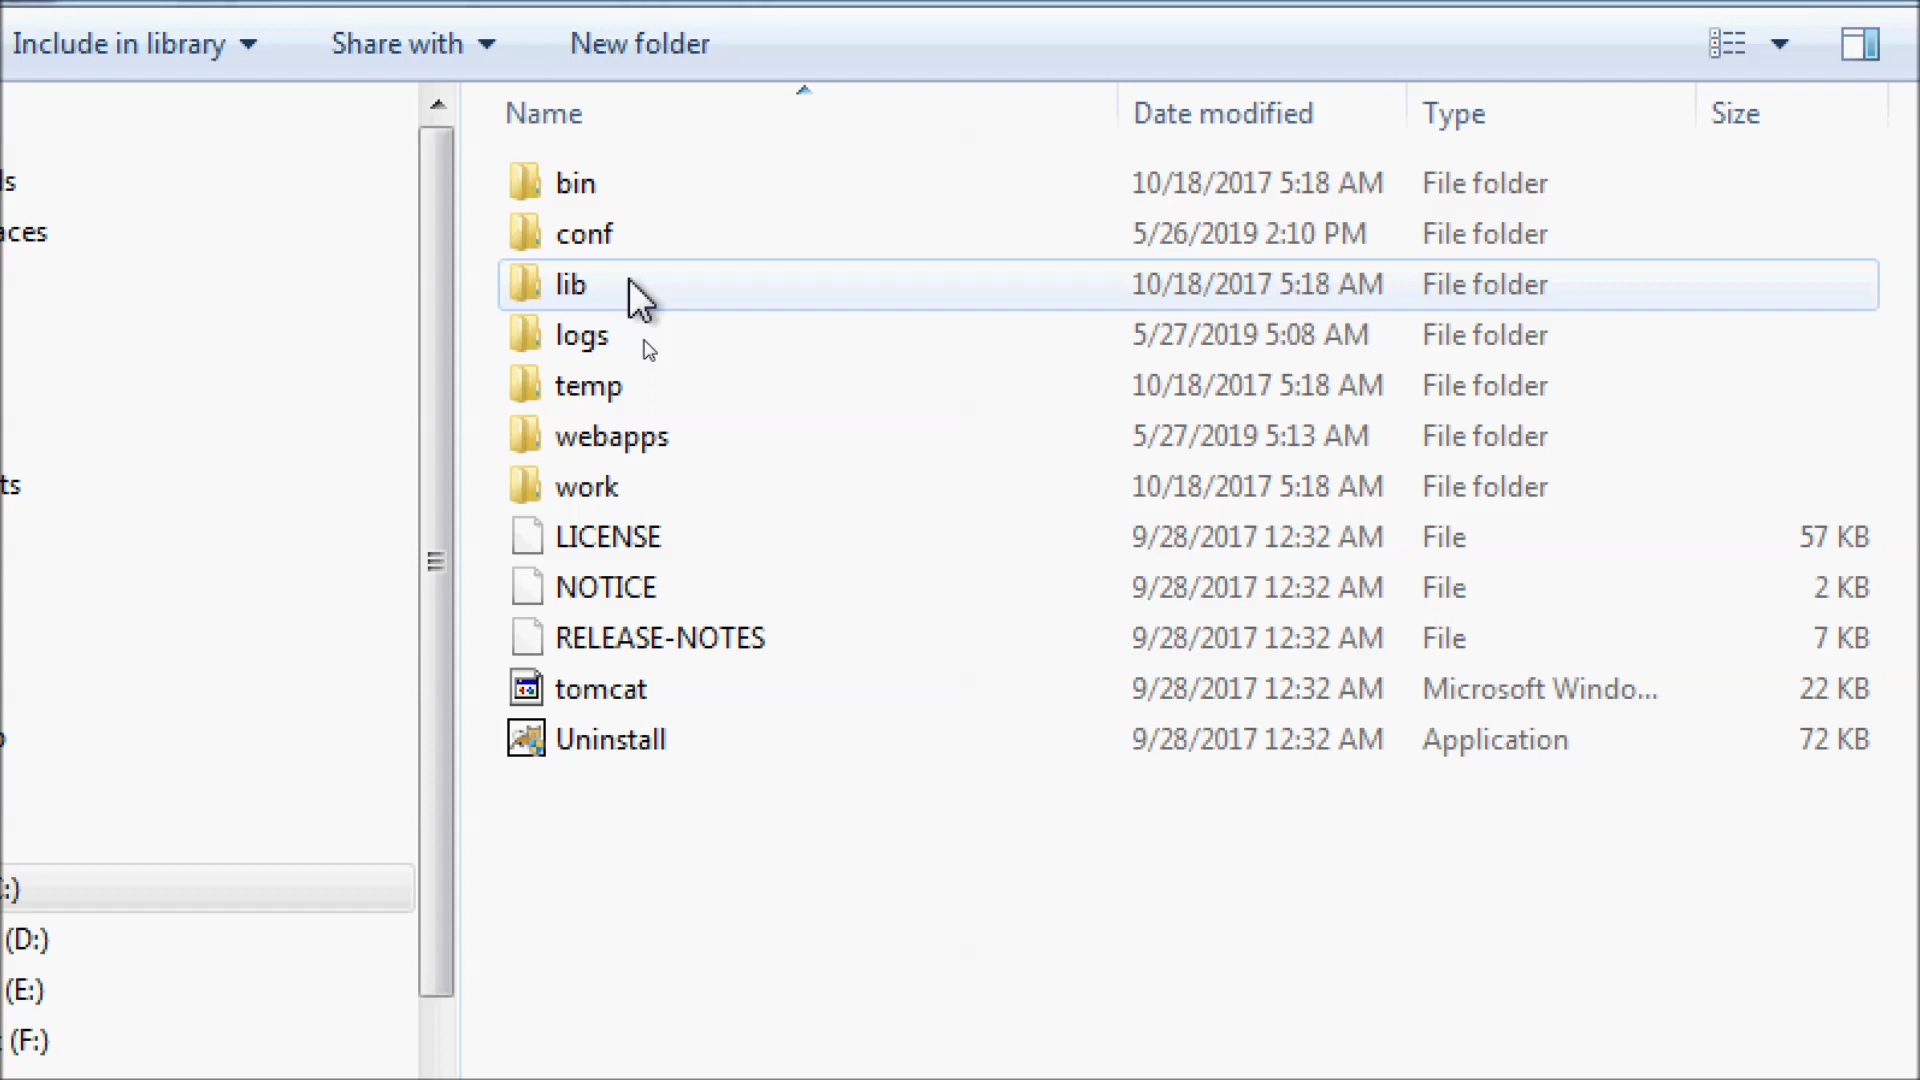 Include in library Share with New folder
Name Date modified Type Size
bin 10/18/2017 5:18 AM File folder
conf 5/26/2019 2:10 PM File folder
lib 10/18/2017 5:18 AM File folder
logs 5/27/2019 5:08 AM File folder
temp 10/18/2017 5:18 AM File folder
webapps 5/27/2019 5:13 AM File folder
work 10/18/2017 5:18 AM File folder
LICENSE 9/28/2017 12:32 AM File 57 KB
NOTICE 9/28/2017 12:32 AM File 2 KB
RELEASE-NOTES 9/28/2017 12:32 AM File 7 KB
tomcat 9/28/2017 12:32 AM Microsoft Windo... 22 KB
Uninstall 9/28/2017 12:32 AM Application 72 KB
ls
aces
ts
:)
(D:)
(E:)
(F:)